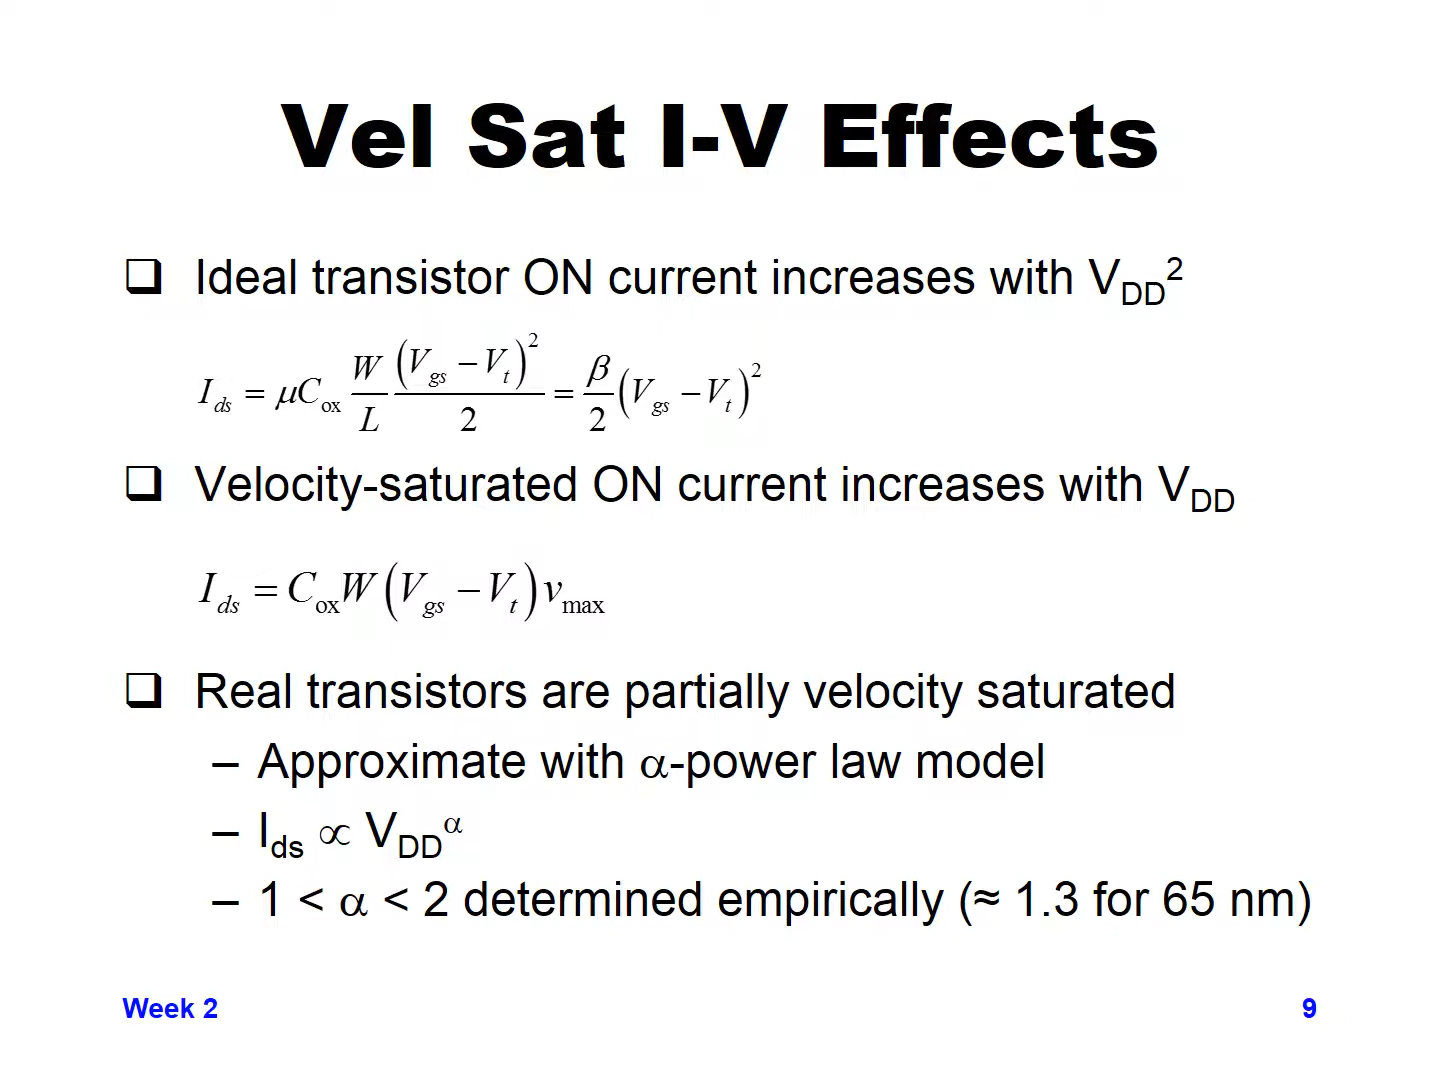 Vel Sat I-V Effects
❑ Ideal transistor ON current increases with V_DD^2
I_ds = μC_ox W/L (V_gs − V_t)^2/2 = β/2 (V_gs − V_t)^2
❑ Velocity-saturated ON current increases with V_DD
I_ds = C_ox W (V_gs − V_t) v_max
❑ Real transistors are partially velocity saturated
– Approximate with α-power law model
– I_ds ∝ V_DD^α
– 1 < α < 2 determined empirically (≈ 1.3 for 65 nm)
Week 2
9